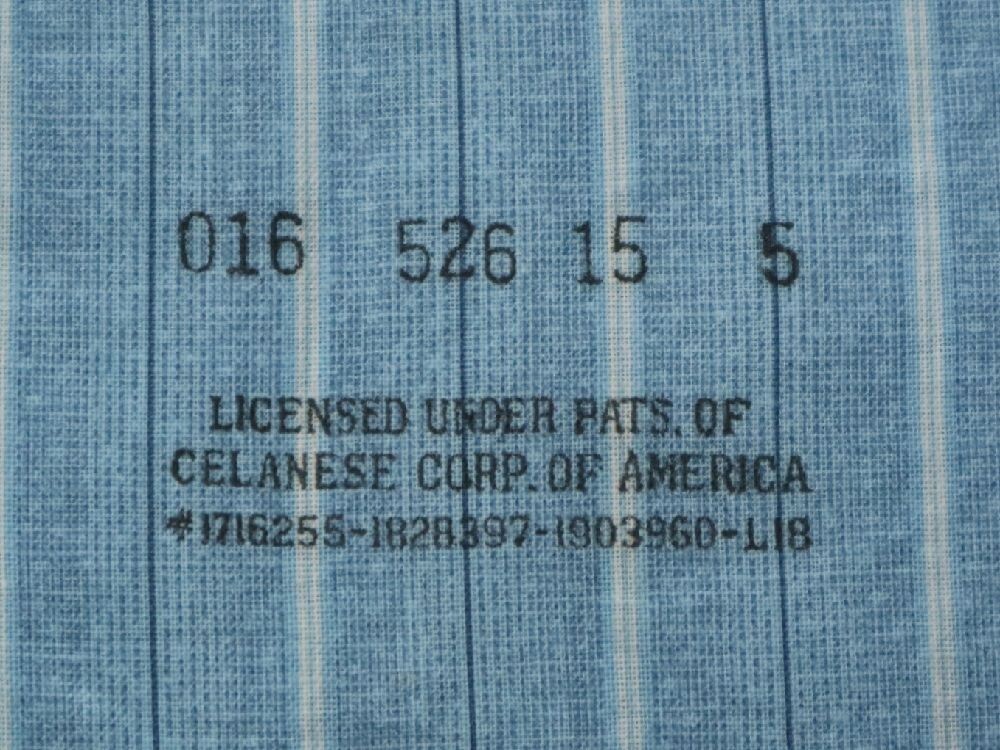 016 526 15 5
LICENSED UNDER PATS. OF
CELANESE CORP. OF AMERICA
#1716255-1828397-1903960-L18